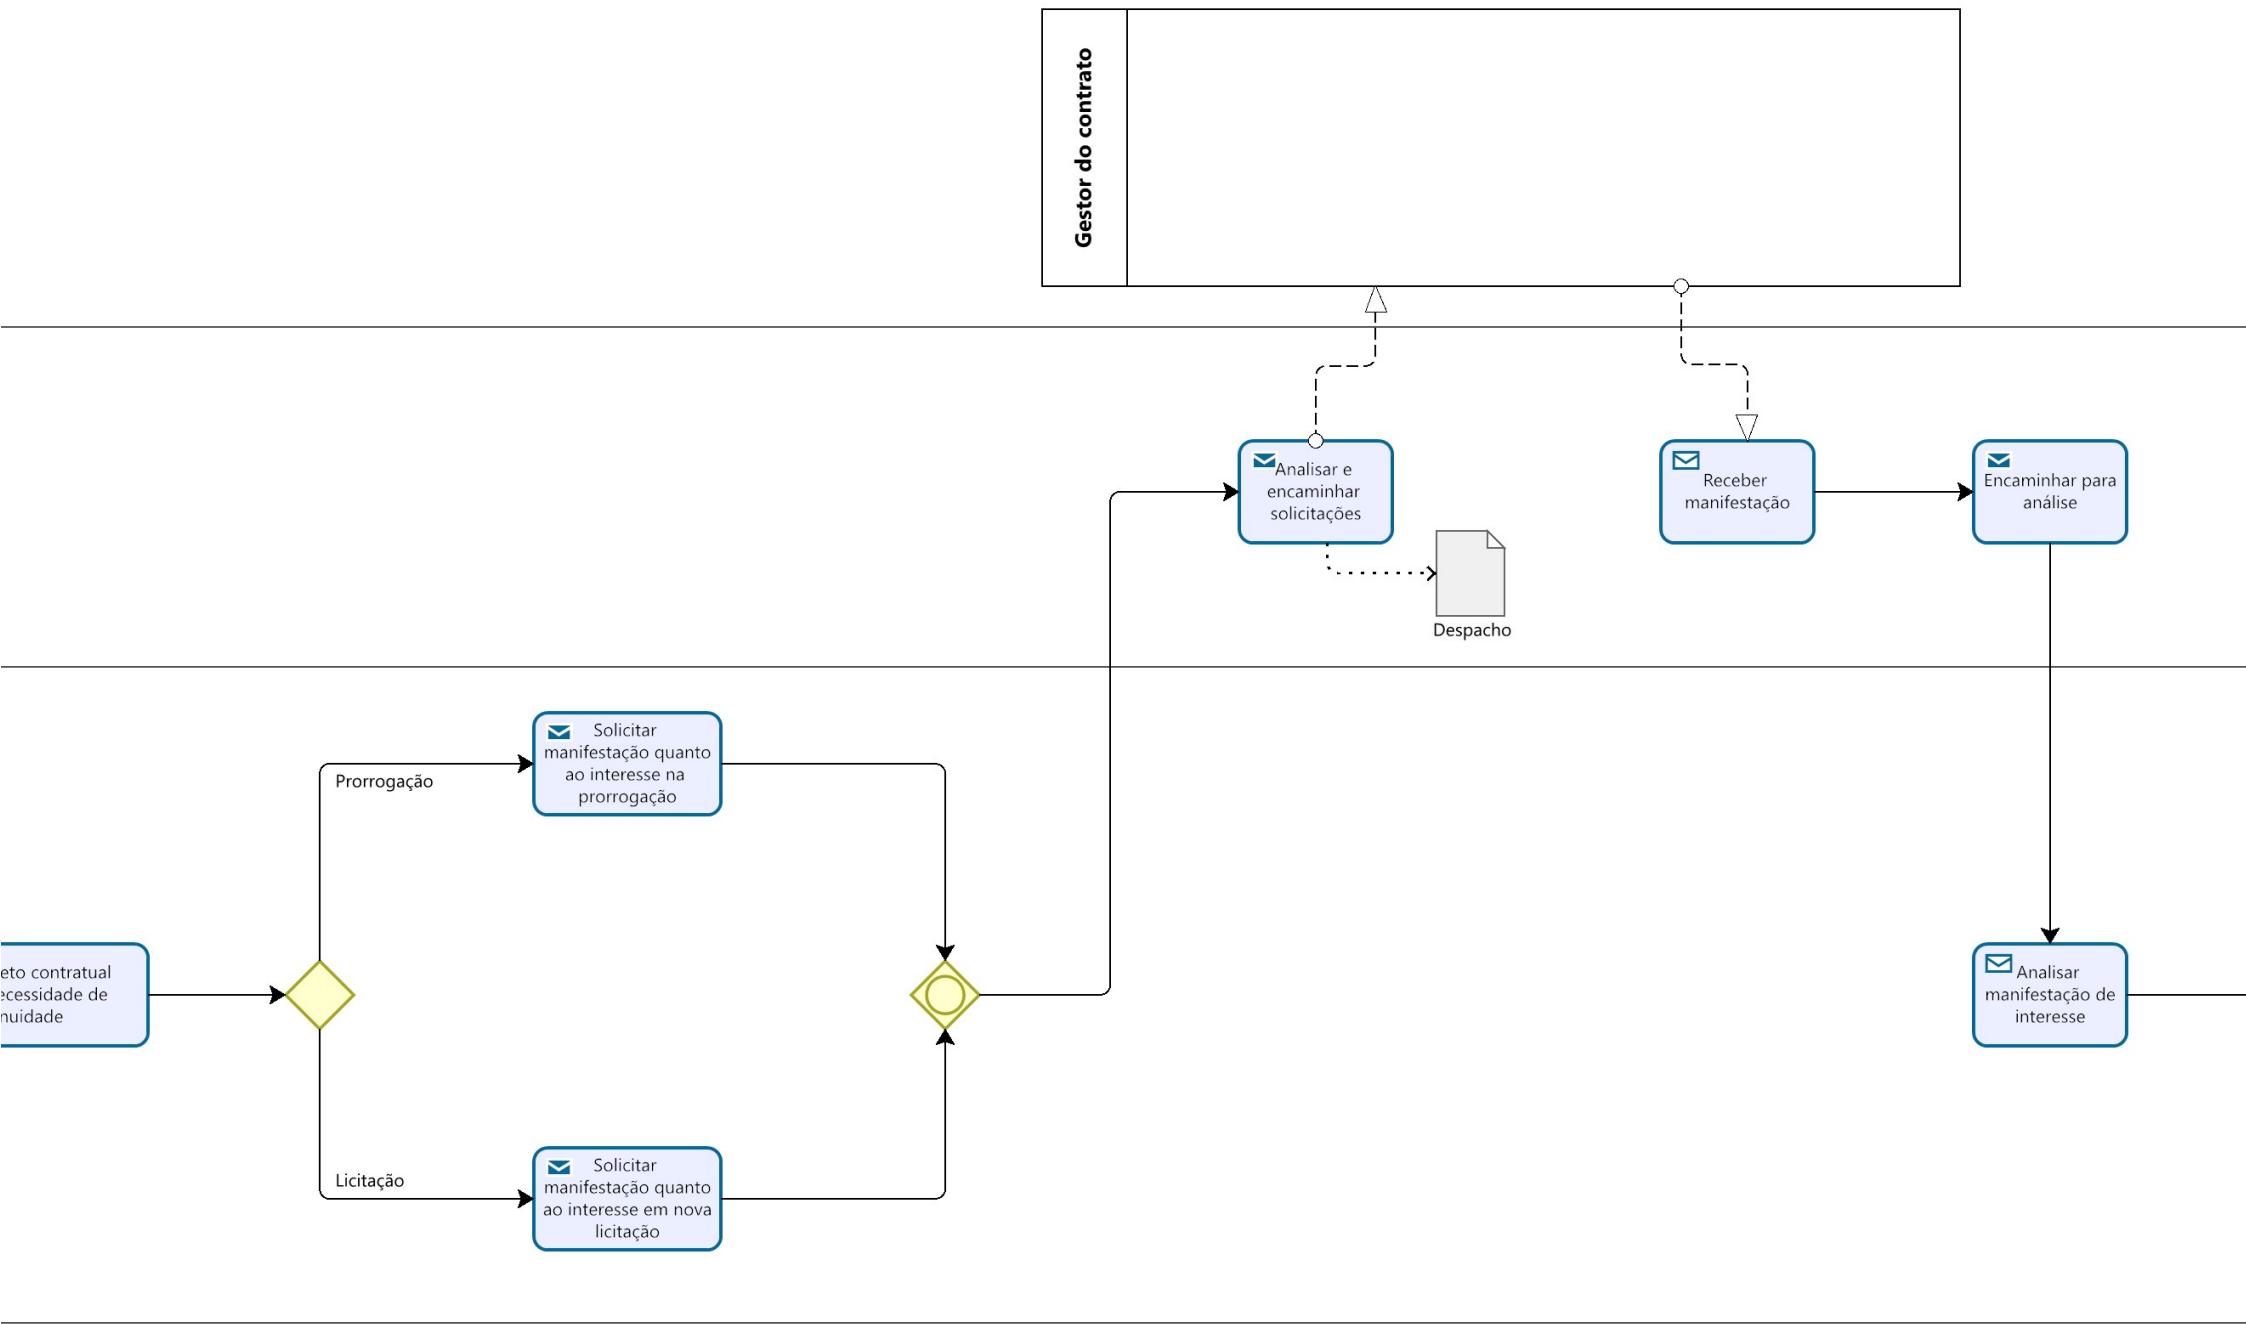 Gestor do contrato
Analisar e
encaminhar
solicitações
Receber
manifestação
Encaminhar para
análise
Despacho
Solicitar
manifestação quanto
ao interesse na
prorrogação
Prorrogação
eto contratual
ecessidade de
nuidade
Analisar
manifestação de
interesse
Licitação
Solicitar
manifestação quanto
ao interesse em nova
licitação